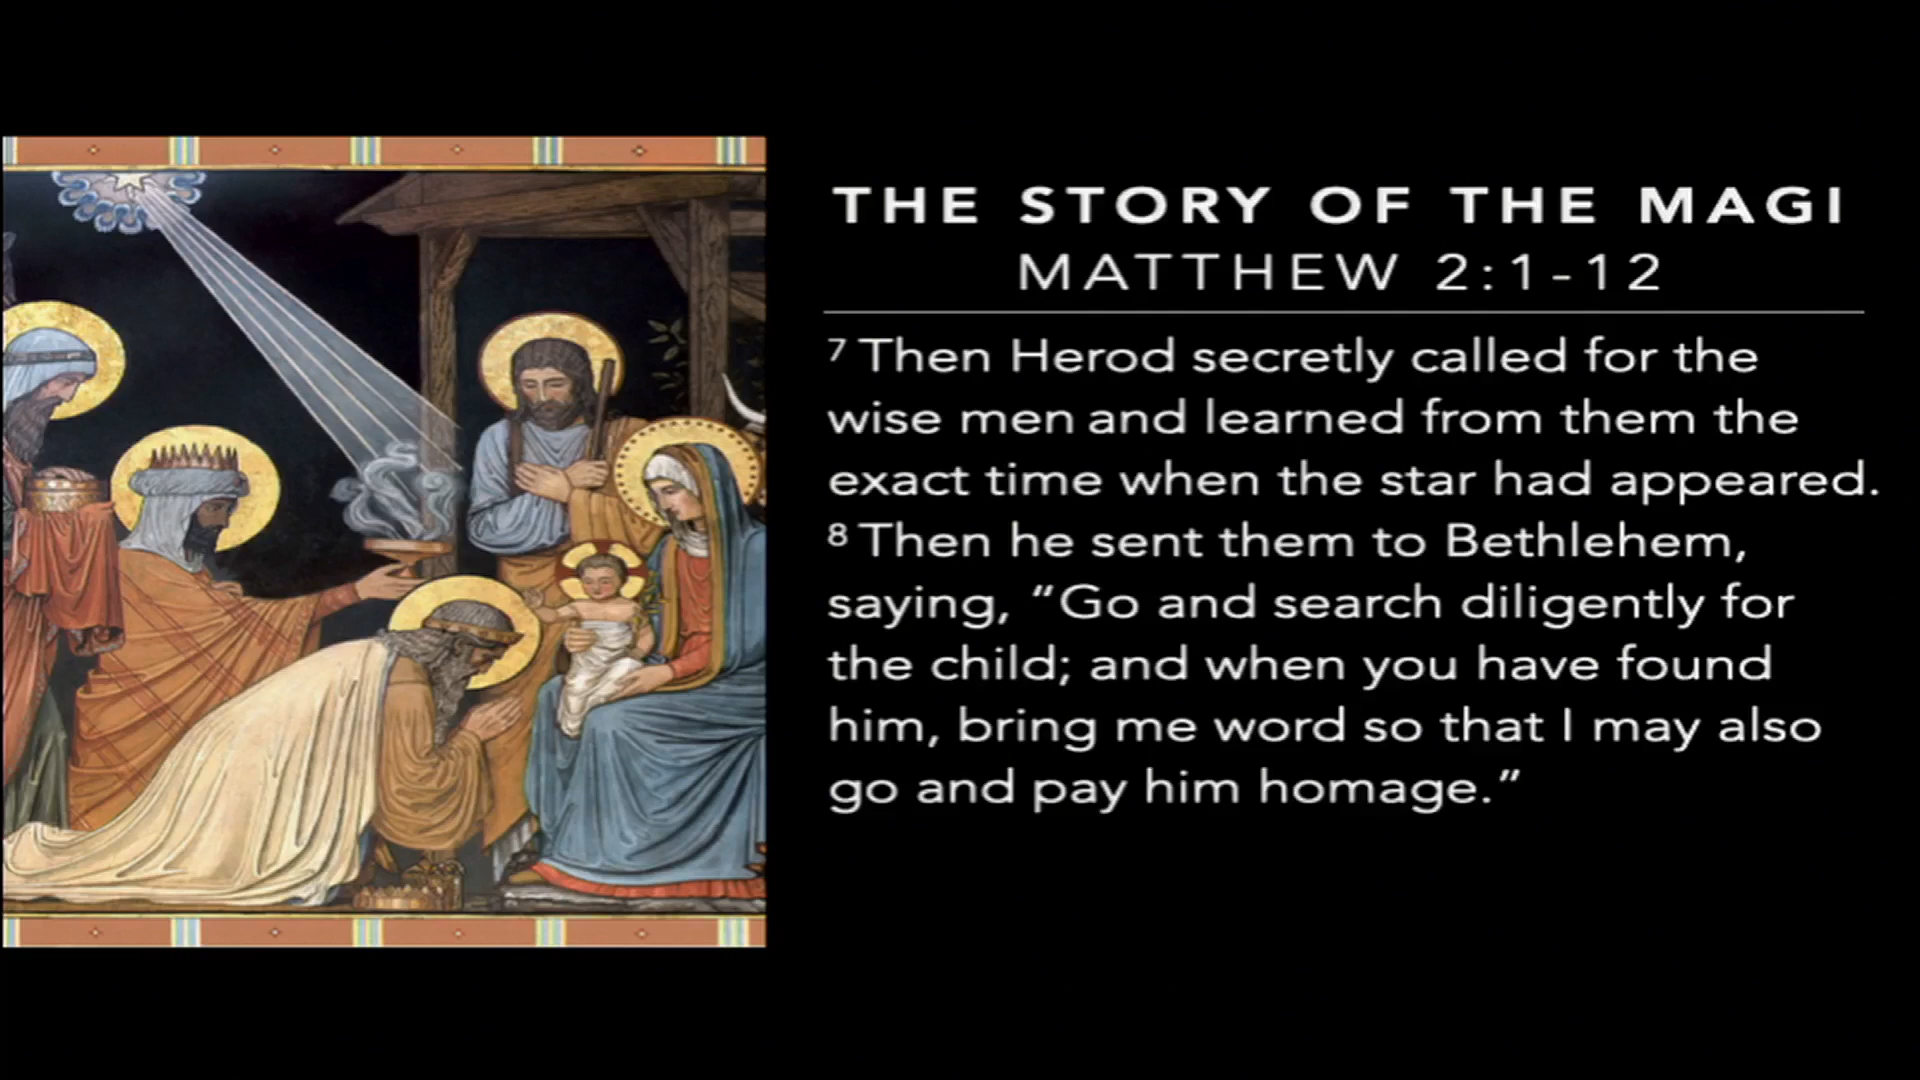 THE STORY OF THE MAGI
MATTHEW 2:1-12
7 Then Herod secretly called for the
wise men and learned from them the
exact time when the star had appeared.
8 Then he sent them to Bethlehem,
saying, “Go and search diligently for
the child; and when you have found
him, bring me word so that I may also
go and pay him homage.”